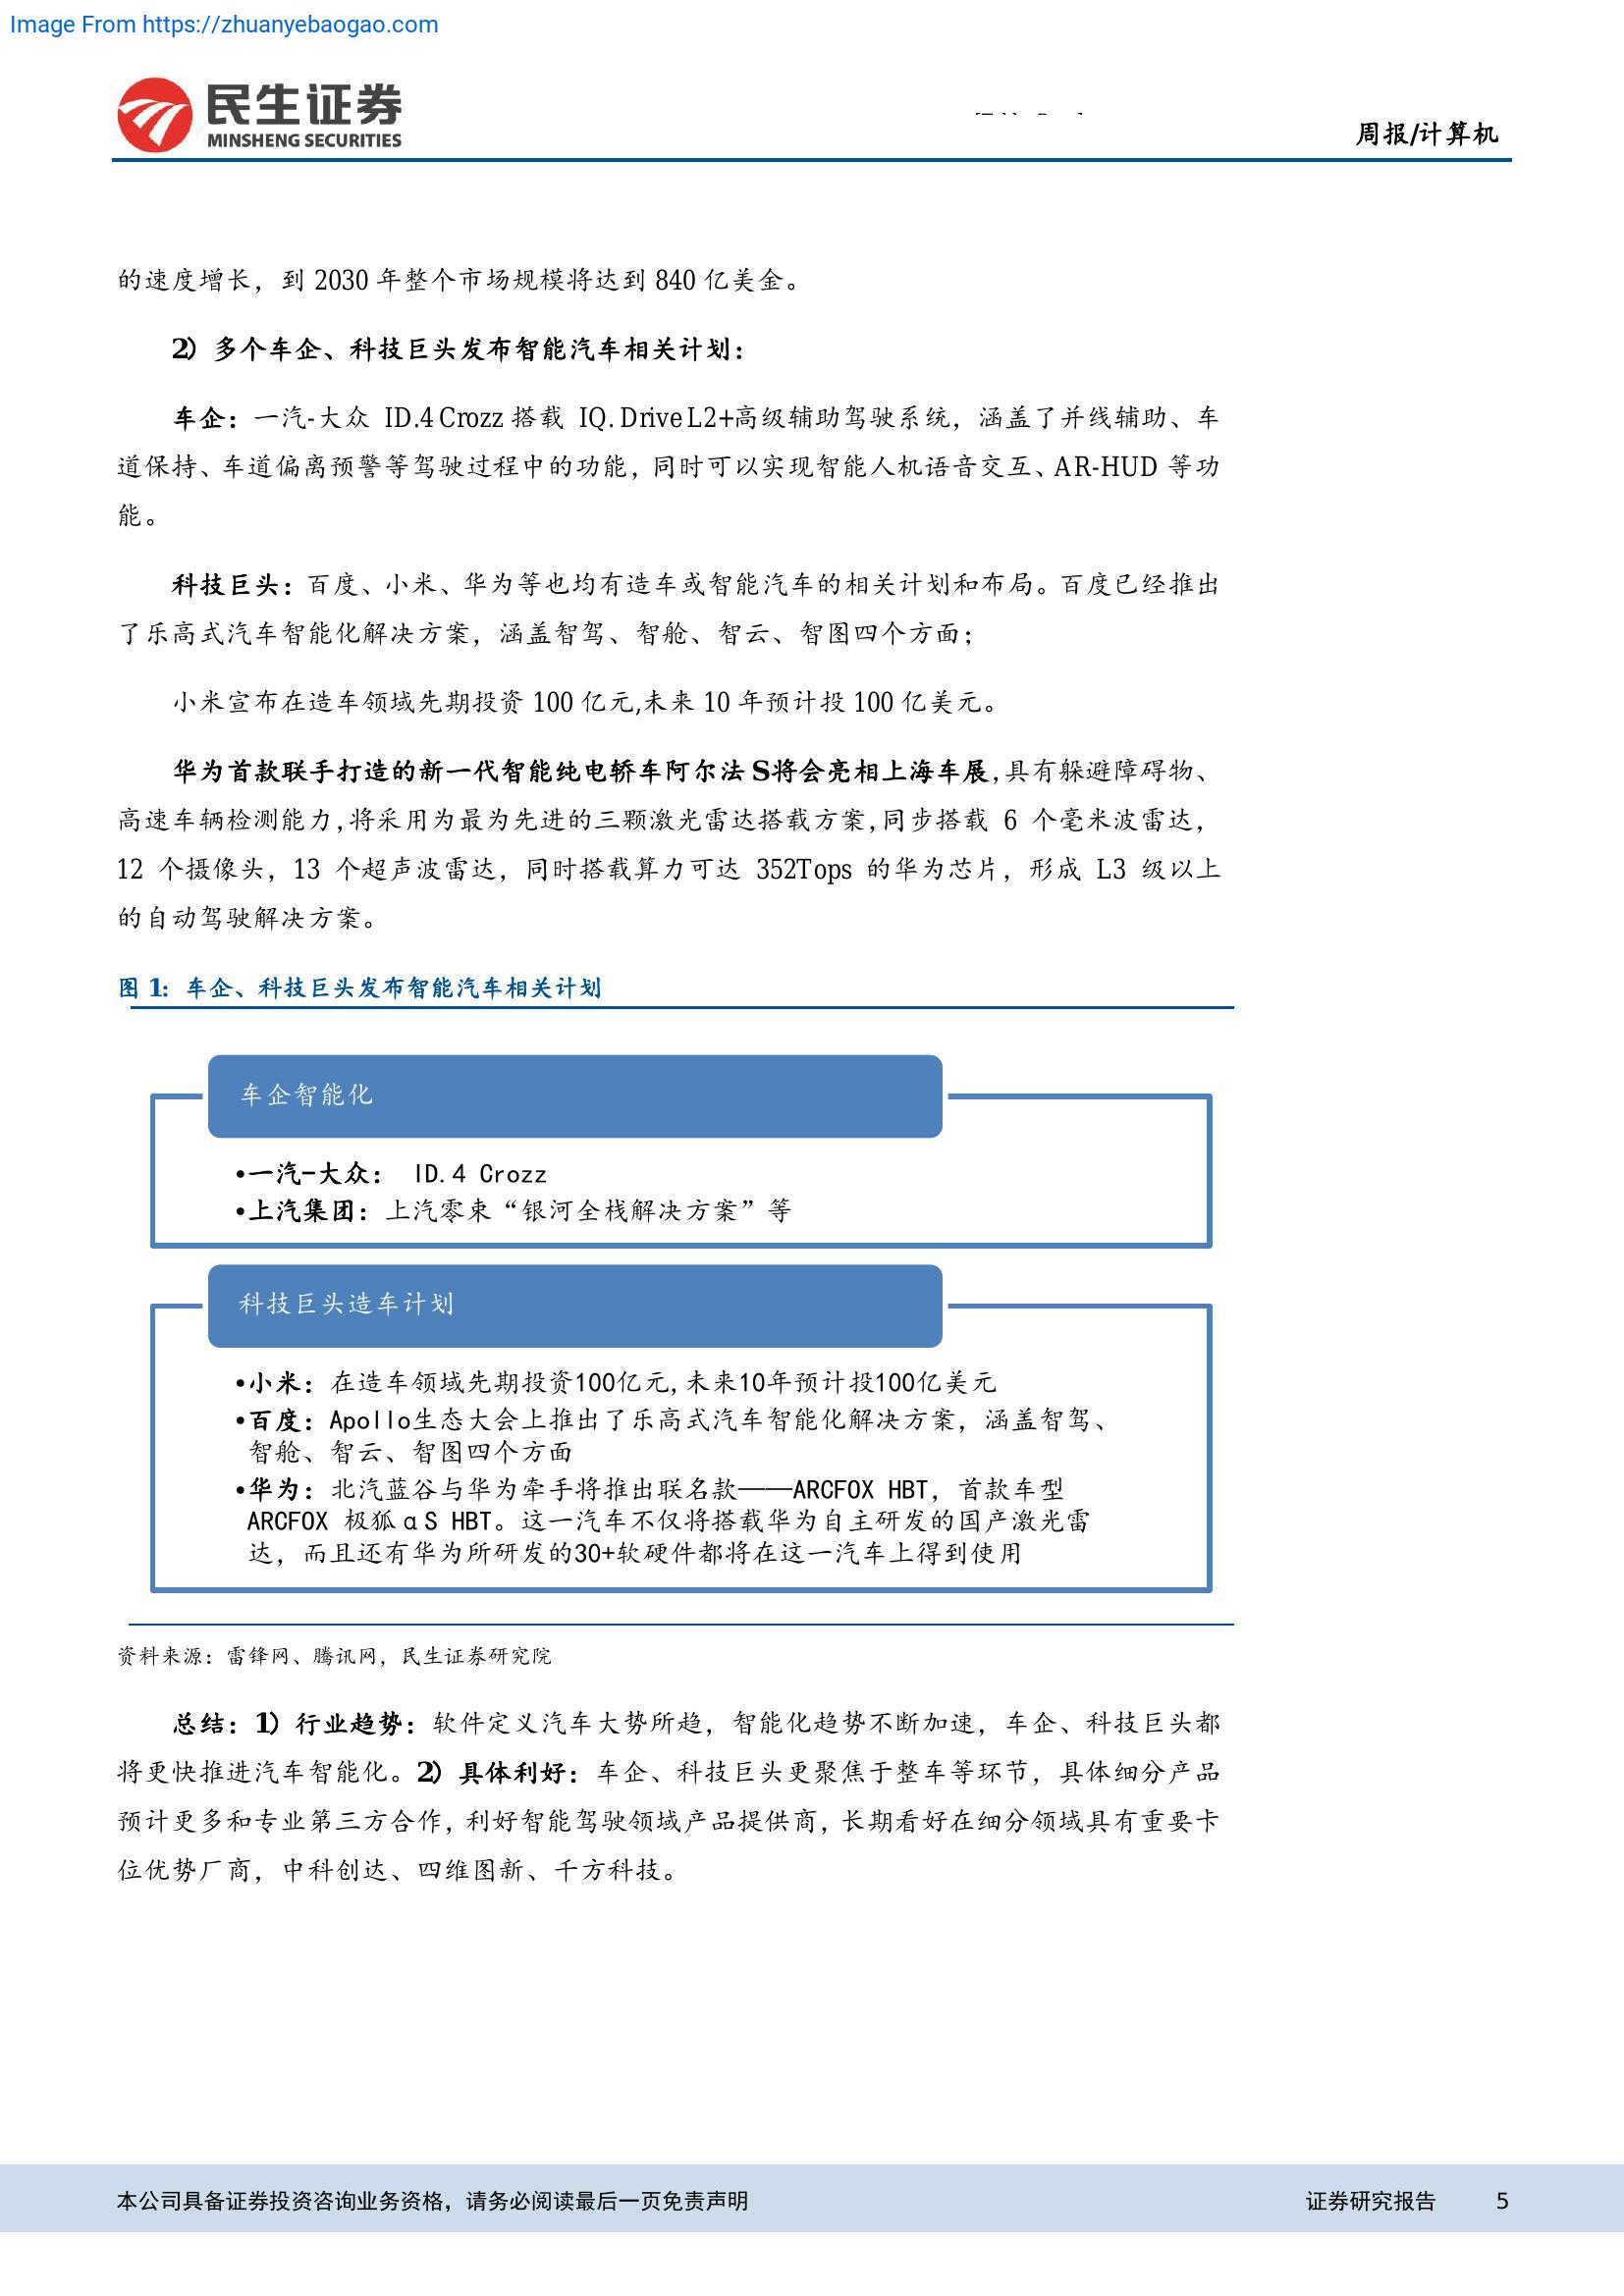 Image From https://zhuanyebaogao.com
民生证券
MINSHENG SECURITIES
周报/计算机
的速度增长，到 2030 年整个市场规模将达到 840 亿美金。
2）多个车企、科技巨头发布智能汽车相关计划：
车企：一汽-大众 ID.4 Crozz 搭载 IQ. Drive L2+高级辅助驾驶系统，涵盖了并线辅助、车
道保持、车道偏离预警等驾驶过程中的功能，同时可以实现智能人机语音交互、AR-HUD 等功
能。
科技巨头：百度、小米、华为等也均有造车或智能汽车的相关计划和布局。百度已经推出
了乐高式汽车智能化解决方案，涵盖智驾、智舱、智云、智图四个方面；
小米宣布在造车领域先期投资 100 亿元,未来 10 年预计投 100 亿美元。
华为首款联手打造的新一代智能纯电轿车阿尔法 S将会亮相上海车展,具有躲避障碍物、
高速车辆检测能力,将采用为最为先进的三颗激光雷达搭载方案,同步搭载 6 个毫米波雷达，
12 个摄像头，13 个超声波雷达，同时搭载算力可达 352Tops 的华为芯片，形成 L3 级以上
的自动驾驶解决方案。
图 1：车企、科技巨头发布智能汽车相关计划
车企智能化
•一汽-大众： ID.4 Crozz
•上汽集团：上汽零束“银河全栈解决方案”等
科技巨头造车计划
•小米：在造车领域先期投资100亿元,未来10年预计投100亿美元
•百度：Apollo生态大会上推出了乐高式汽车智能化解决方案，涵盖智驾、
智舱、智云、智图四个方面
•华为：北汽蓝谷与华为牵手将推出联名款——ARCFOX HBT，首款车型
ARCFOX 极狐αS HBT。这一汽车不仅将搭载华为自主研发的国产激光雷
达，而且还有华为所研发的30+软硬件都将在这一汽车上得到使用
资料来源：雷锋网、腾讯网，民生证券研究院
总结：1）行业趋势：软件定义汽车大势所趋，智能化趋势不断加速，车企、科技巨头都
将更快推进汽车智能化。2）具体利好：车企、科技巨头更聚焦于整车等环节，具体细分产品
预计更多和专业第三方合作，利好智能驾驶领域产品提供商，长期看好在细分领域具有重要卡
位优势厂商，中科创达、四维图新、千方科技。
本公司具备证券投资咨询业务资格，请务必阅读最后一页免责声明
证券研究报告 5